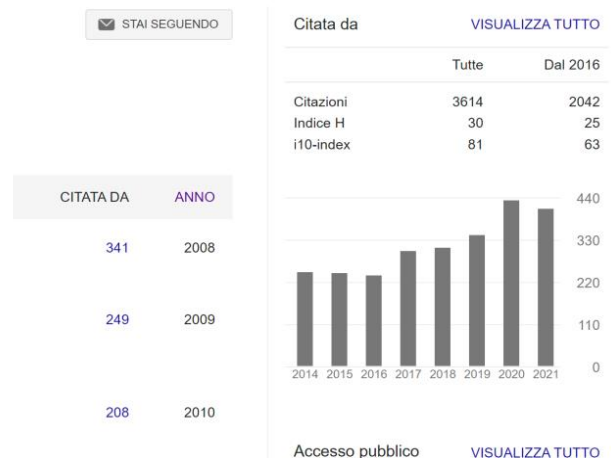 STAI SEGUENDO
CITATA DA ANNO
341 2008
249 2009
208 2010
Citata da VISUALIZZA TUTTO
Tutte Dal 2016
Citazioni 3614 2042
Indice H 30 25
i10-index 81 63
440
330
220
110
0
2014 2015 2016 2017 2018 2019 2020 2021
Accesso pubblico VISUALIZZA TUTTO